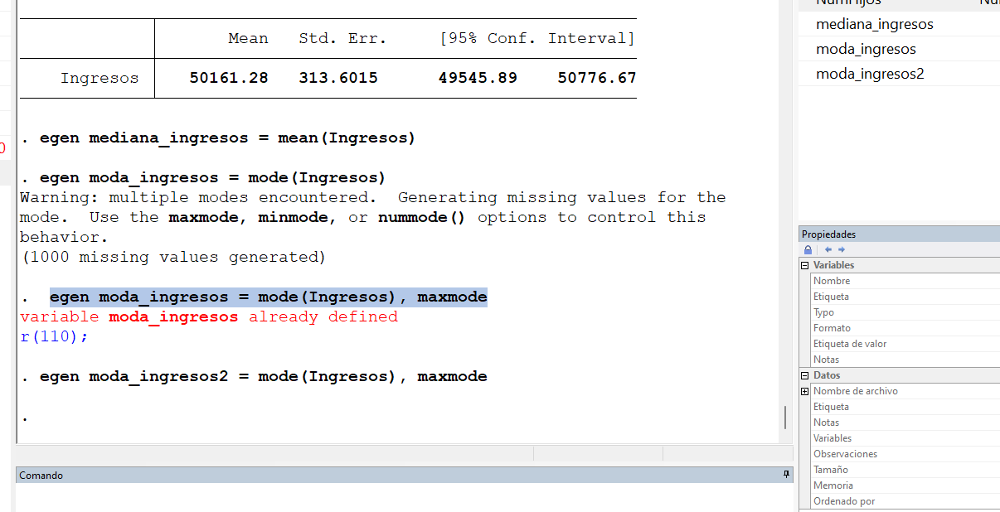 Mean Std. Err. [95% Conf. Interval]
Ingresos 50161.28 313.6015 49545.89 50776.67
. egen mediana_ingresos = mean(Ingresos)
. egen moda_ingresos = mode(Ingresos)
Warning: multiple modes encountered. Generating missing values for the
mode. Use the maxmode, minmode, or nummode() options to control this
behavior.
(1000 missing values generated)
. egen moda_ingresos = mode(Ingresos), maxmode
variable moda_ingresos already defined
r(110);
. egen moda_ingresos2 = mode(Ingresos), maxmode
.
Comando
NumHijos
mediana_ingresos
moda_ingresos
moda_ingresos2
Propiedades
Variables
Nombre
Etiqueta
Typo
Formato
Etiqueta de valor
Notas
Datos
Nombre de archivo
Etiqueta
Notas
Variables
Observaciones
Tamaño
Memoria
Ordenado por